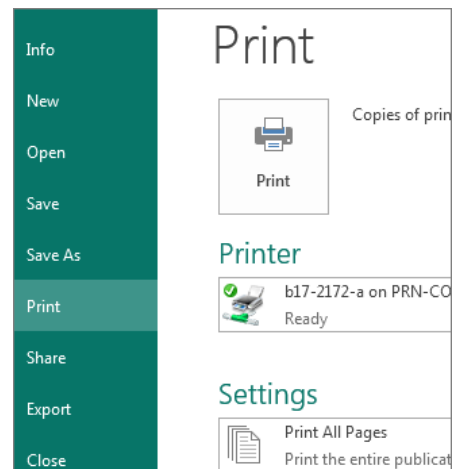 Info
New
Open
Save
Save As
Print
Share
Export
Close
Print
Print
Copies of prin
Printer
b17-2172-a on PRN-CO
Ready
Settings
Print All Pages
Print the entire publicat